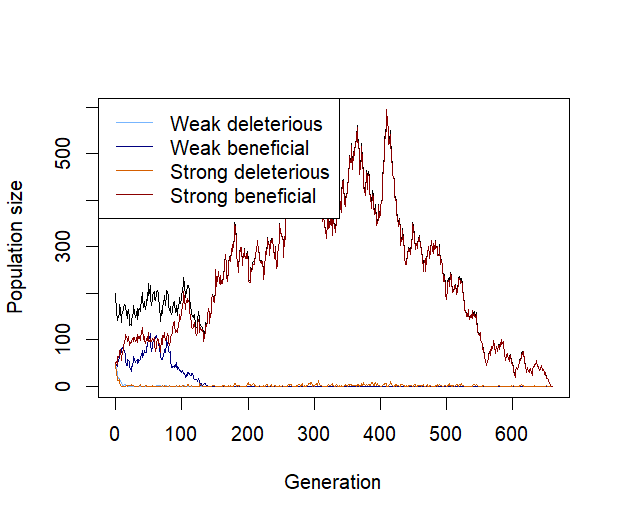 Weak deleterious
Weak beneficial
Strong deleterious
Strong beneficial
Population size
0
100
300
500
0
100
200
300
400
500
600
Generation